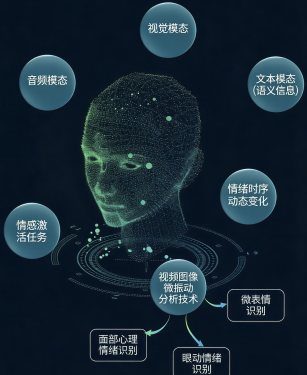 视觉模态
音频模态
文本模态
(语义信息)
情绪时序
动态变化
情感激
活任务
视频图像
微振动
分析技术
微表情
识别
面部心理
情绪识别
眼动情绪
识别